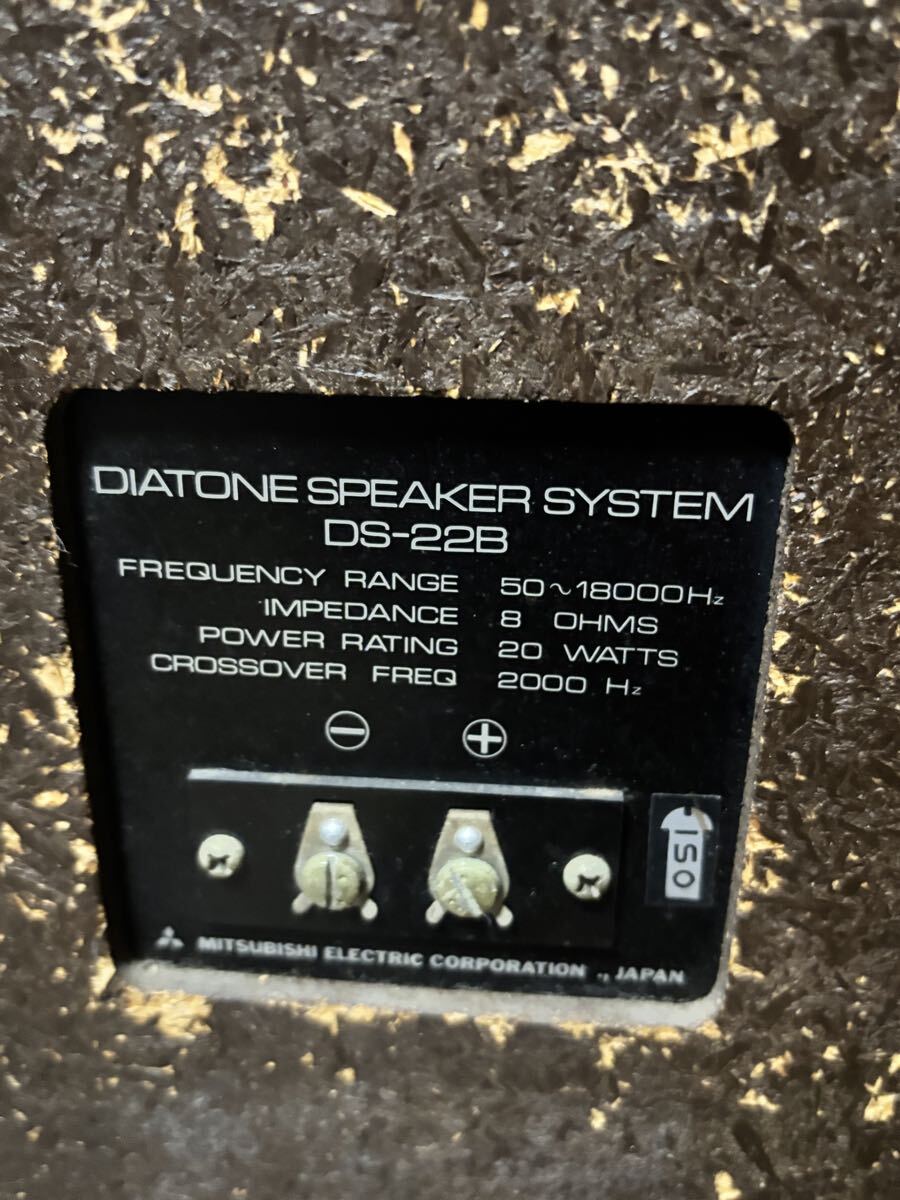 DIATONE SPEAKER SYSTEM
DS-22B
FREQUENCY RANGE 50~18000Hz
IMPEDANCE 8 OHMS
POWER RATING 20 WATTS
CROSSOVER FREQ 2000 Hz
⊖ ⊕
ISO
MITSUBISHI ELECTRIC CORPORATION ., JAPAN